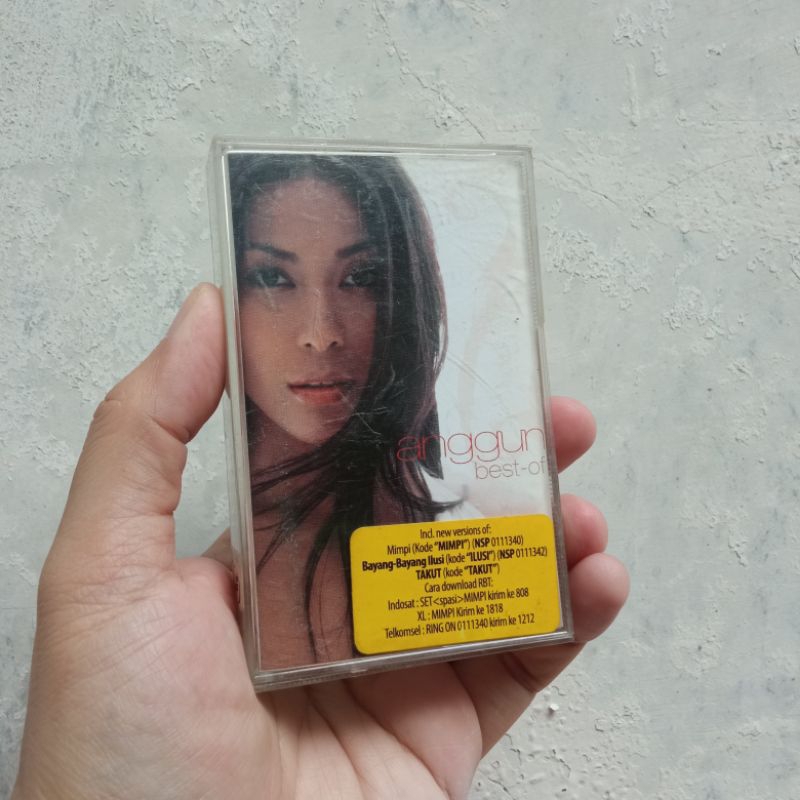 anggun
best-of
Incl. new versions of:
Mimpi (Kode "MIMPI") (NSP 0111340)
Bayang-Bayang Ilusi (kode "ILUSI") (NSP 0111342)
TAKUT (kode "TAKUT")
Cara download RBT:
Indosat : SET<spasi>MIMPI kirim ke 808
XL : MIMPI Kirim ke 1818
Telkomsel : RING ON 0111340 kirim ke 1212